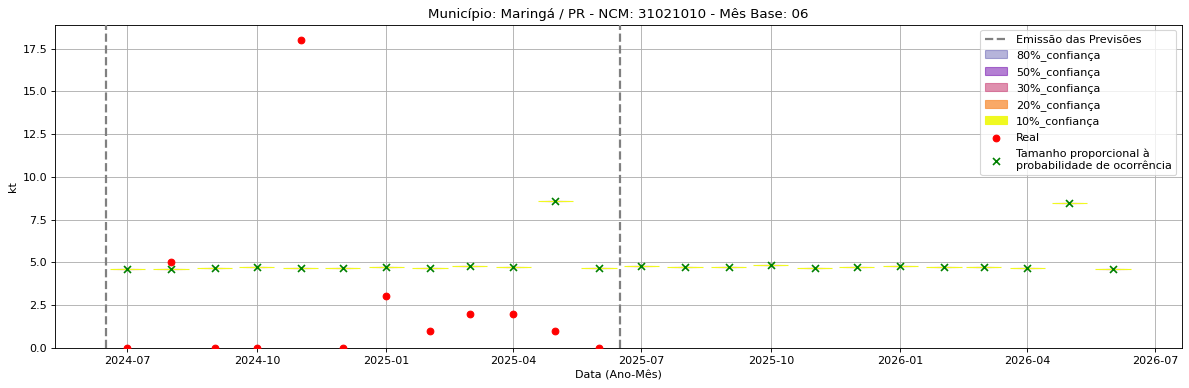 Município: Maringá / PR - NCM: 31021010 - Mês Base: 06
17.5
15.0
12.5
10.0
7.5
5.0
2.5
0.0
kt
Emissão das Previsões
80%_confiança
50%_confiança
30%_confiança
20%_confiança
10%_confiança
Real
Tamanho proporcional à
probabilidade de ocorrência
2024-07
2024-10
2025-01
2025-04
2025-07
2025-10
2026-01
2026-04
2026-07
Data (Ano-Mês)